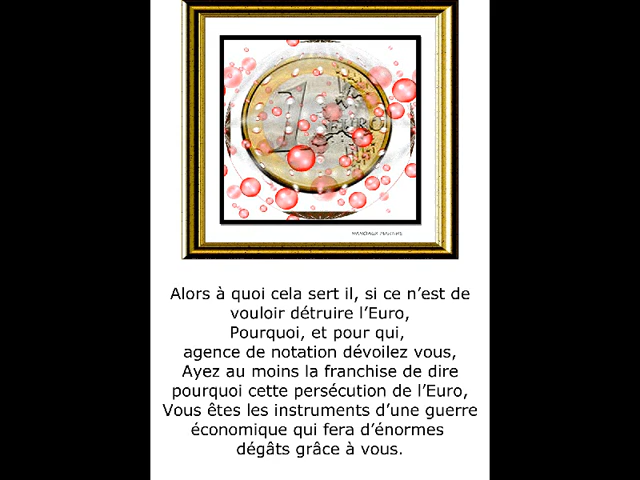 1
EURO
Alors à quoi cela sert il, si ce n’est de
vouloir détruire l’Euro,
Pourquoi, et pour qui,
agence de notation dévoilez vous,
Ayez au moins la franchise de dire
pourquoi cette persécution de l’Euro,
Vous êtes les instruments d’une guerre
économique qui fera d’énormes
dégâts grâce à vous.